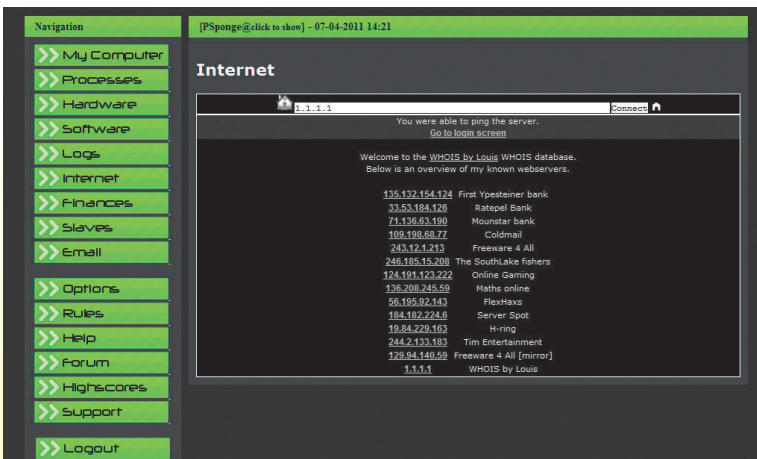 Navigation
My Computer
Processes
Hardware
Software
Logs
Internet
Finances
Slaves
Email
Options
Rules
Help
Forum
Highscores
Support
Logout
[PSponge@click to show] - 07-04-2011 14:21
Internet
1.1.1.1 Connect
You were able to ping the server.
Go to login screen
Welcome to the WHOIS by Louis WHOIS database.
Below is an overview of my known webservers.
135.132.154.124 First Ypesteiner bank
33.53.184.126 Ratepel Bank
71.136.63.190 Mounstar bank
109.198.68.77 Coldmail
243.12.1.213 Freeware 4 All
246.185.15.208 The SouthLake fishers
124.191.123.222 Online Gaming
136.208.245.59 Maths online
56.195.92.143 FlexHaxs
184.182.224.6 Server Spot
19.84.229.163 H-ring
244.2.133.183 Tim Entertainment
129.94.140.59 Freeware 4 All [mirror]
1.1.1.1 WHOIS by Louis